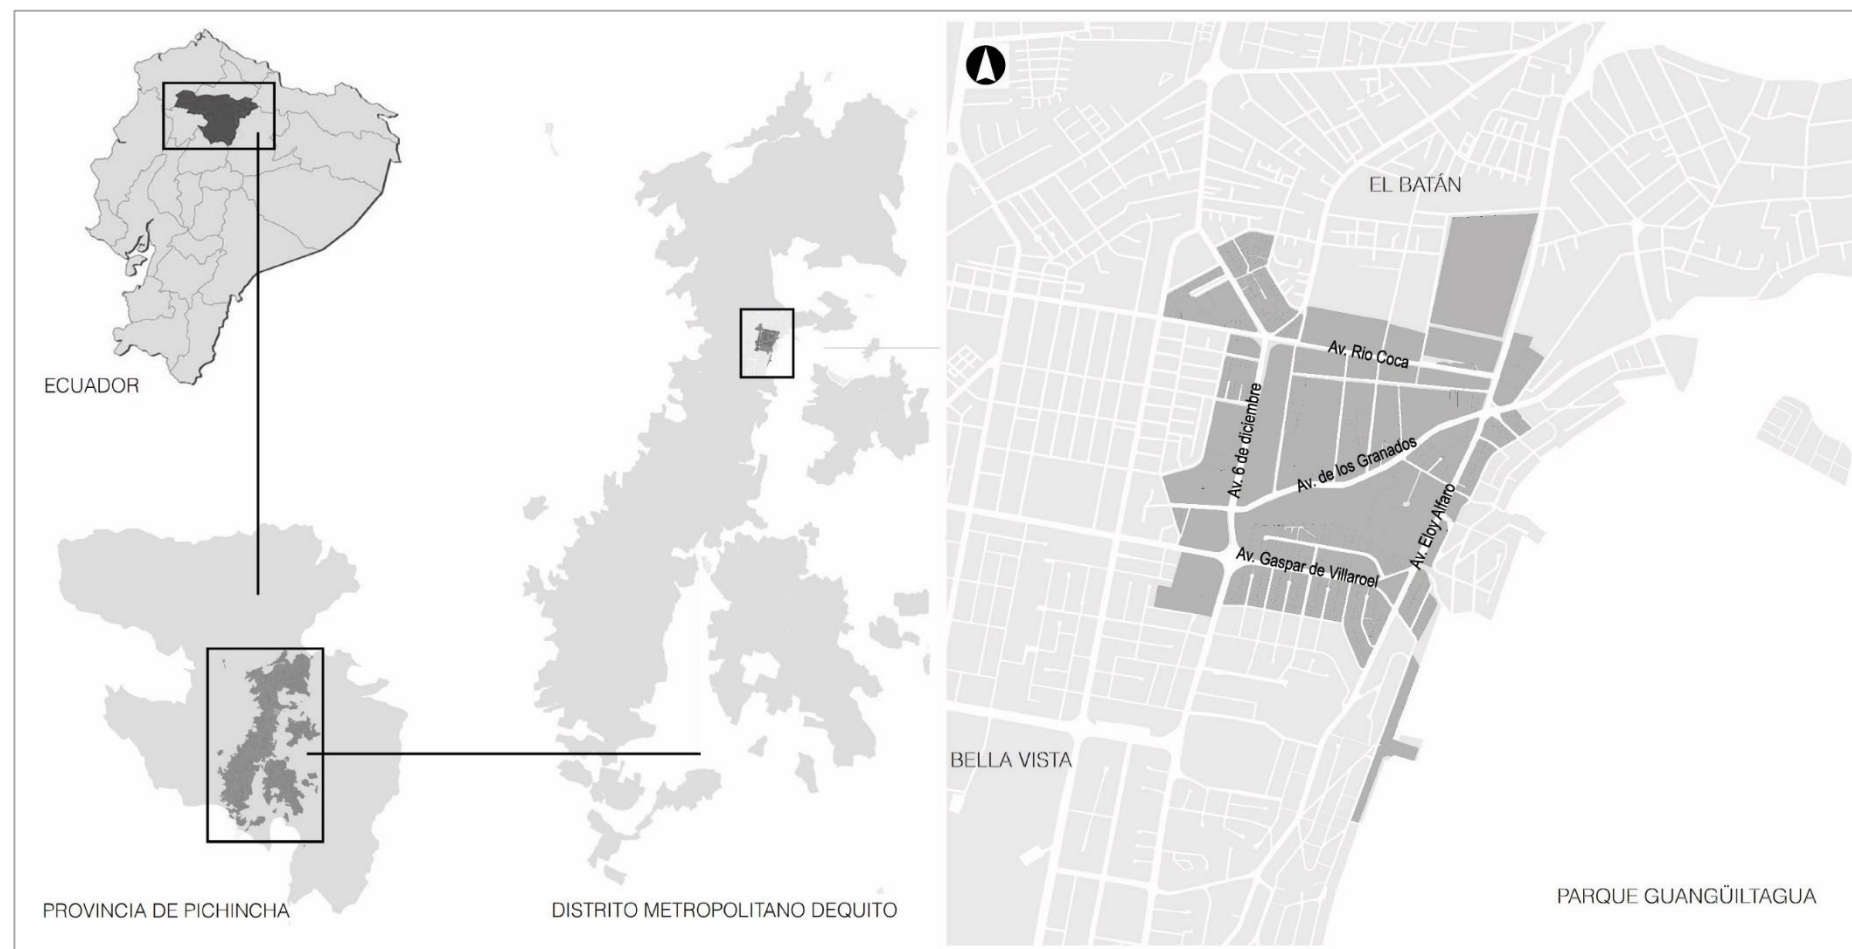 ECUADOR
PROVINCIA DE PICHINCHA
DISTRITO METROPOLITANO DEQUITO
EL BATÁN
Av. Rio Coca
Av. 6 de diciembre
Av. de los Granados
Av. Eloy Alfaro
Av. Gaspar de Villaroel
BELLA VISTA
PARQUE GUANGÜILTAGUA